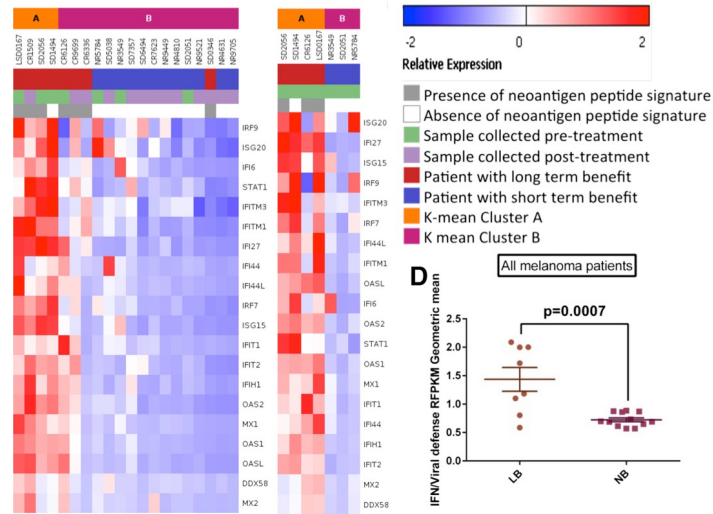 A B
LSD0167 CR1509 SD2056 SD1494 CR6126 CR9699 CR6336 NR5784 SD5038 NR3549 SD7357 SD6494 CR7623 NR9449 NR4810 SD2051 NR9521 SD0346 NR4631 NR9705
IRF9
ISG20
IFI6
STAT1
IFITM3
IFITM1
IFI27
IFI44
IFI44L
IRF7
ISG15
IFIT1
IFIT2
IFIH1
OAS2
MX1
OAS1
OASL
DDX58
MX2
A B
SD2056 SD1494 CR6126 LSD0167 NR3549 SD2051 NR5784
ISG20
IFI27
ISG15
IRF9
IFITM3
IRF7
IFI44L
IFITM1
OASL
IFI6
OAS2
STAT1
OAS1
MX1
IFIT1
IFI44
IFIH1
IFIT2
MX2
DDX58
-2 0 2
Relative Expression
Presence of neoantigen peptide signature
Absence of neoantigen peptide signature
Sample collected pre-treatment
Sample collected post-treatment
Patient with long term benefit
Patient with short term benefit
K-mean Cluster A
K mean Cluster B
D
All melanoma patients
p=0.0007
IFN/Viral defense RFPKM Geometric mean
2.5
2.0
1.5
1.0
0.5
0.0
LB NB